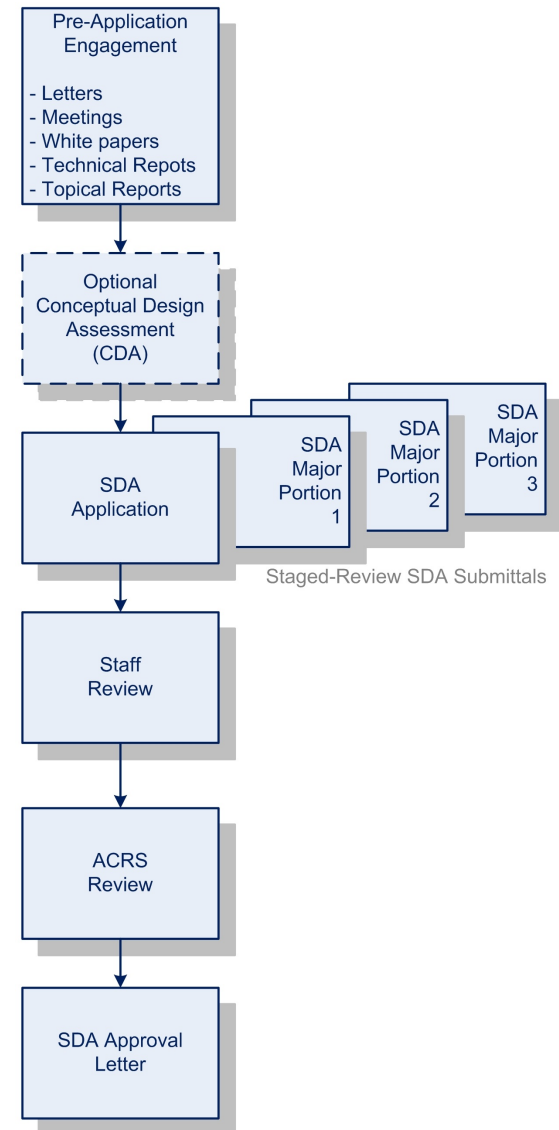 Pre-Application
Engagement
- Letters
- Meetings
- White papers
- Technical Repots
- Topical Reports
Optional
Conceptual Design
Assessment
(CDA)
SDA
Application
SDA
Major
Portion
1
SDA
Major
Portion
2
SDA
Major
Portion
3
Staged-Review SDA Submittals
Staff
Review
ACRS
Review
SDA Approval
Letter